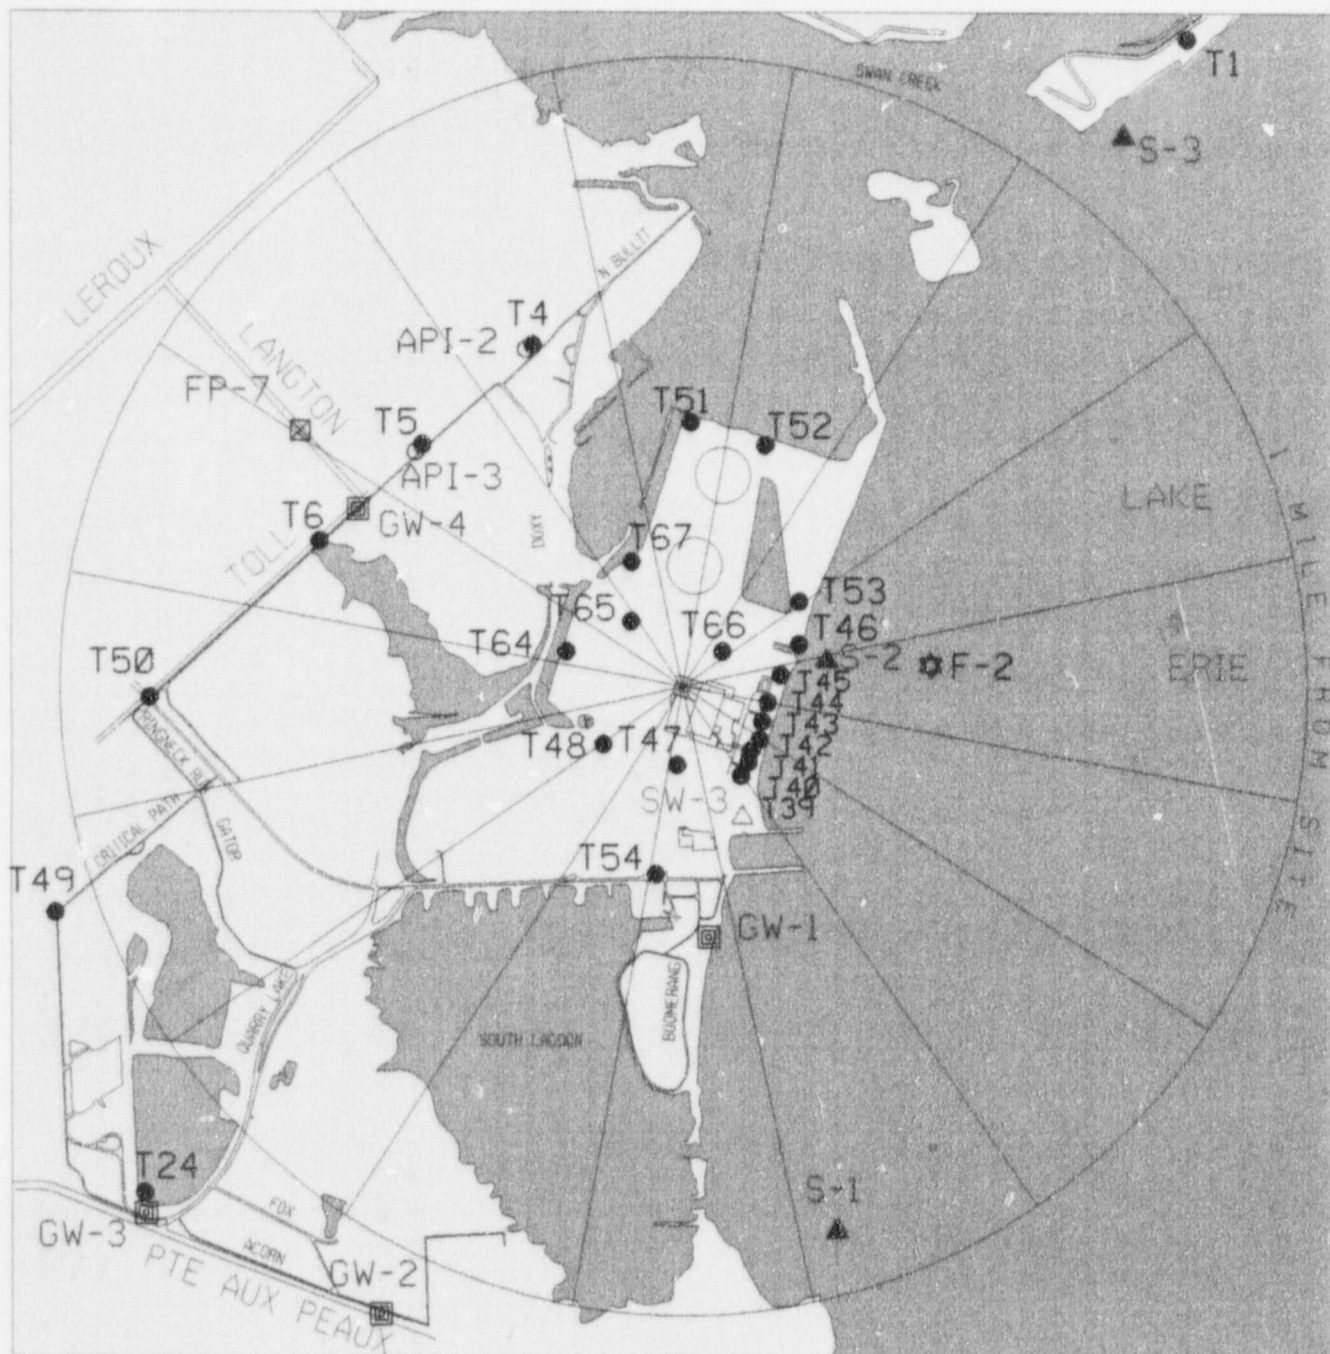 SWAN CREEK
T1
S-3
LEROUX
N BULLIT
T4
API-2
LANGTON
FP-7
T51
T52
T5
API-3
LAKE
T6
GW-4
DOXY
TOLL
1 MILE FROM SITE
T67
T53
T65
T66
T46
T64
S-2
F-2
ERIE
T50
T45
T44
T43
T48
T47
T42
T41
T40
T39
SW-3
RINGNECK
CRITICAL PATH
GATOR
T54
T49
GW-1
BOOMERANG
QUARRY LAKE
SOUTH LAGOON
T24
S-1
FOX
GW-3
ACORN
GW-2
PTE AUX PEAUX